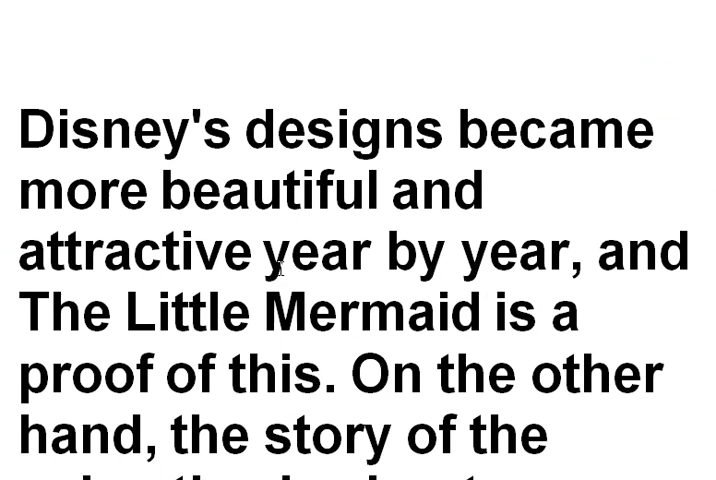 Disney's designs became
more beautiful and
attractive year by year, and
The Little Mermaid is a
proof of this. On the other
hand, the story of the